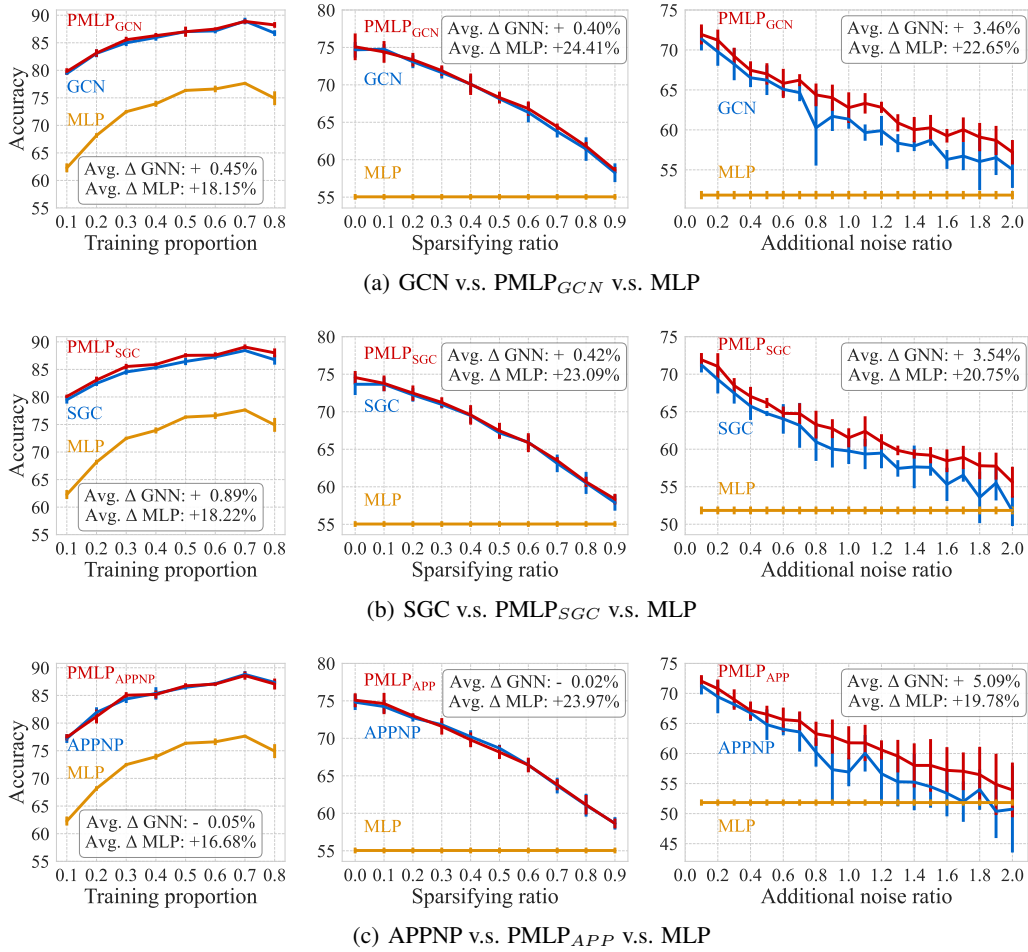 90
85
80
75
70
65
60
55
Accuracy
PMLP_GCN
GCN
MLP
Avg. Δ GNN: + 0.45%
Avg. Δ MLP: +18.15%
0.1 0.2 0.3 0.4 0.5 0.6 0.7 0.8
Training proportion
80
75
70
65
60
55
PMLP_GCN
GCN
MLP
Avg. Δ GNN: + 0.40%
Avg. Δ MLP: +24.41%
0.0 0.1 0.2 0.3 0.4 0.5 0.6 0.7 0.8 0.9
Sparsifying ratio
75
70
65
60
55
PMLP_GCN
GCN
MLP
Avg. Δ GNN: + 3.46%
Avg. Δ MLP: +22.65%
0.0 0.2 0.4 0.6 0.8 1.0 1.2 1.4 1.6 1.8 2.0
Additional noise ratio
(a) GCN v.s. PMLP_GCN v.s. MLP
90
85
80
75
70
65
60
55
Accuracy
PMLP_SGC
SGC
MLP
Avg. Δ GNN: + 0.89%
Avg. Δ MLP: +18.22%
0.1 0.2 0.3 0.4 0.5 0.6 0.7 0.8
Training proportion
80
75
70
65
60
55
PMLP_SGC
SGC
MLP
Avg. Δ GNN: + 0.42%
Avg. Δ MLP: +23.09%
0.0 0.1 0.2 0.3 0.4 0.5 0.6 0.7 0.8 0.9
Sparsifying ratio
75
70
65
60
55
50
PMLP_SGC
SGC
MLP
Avg. Δ GNN: + 3.54%
Avg. Δ MLP: +20.75%
0.0 0.2 0.4 0.6 0.8 1.0 1.2 1.4 1.6 1.8 2.0
Additional noise ratio
(b) SGC v.s. PMLP_SGC v.s. MLP
90
85
80
75
70
65
60
55
Accuracy
PMLP_APPNP
APPNP
MLP
Avg. Δ GNN: - 0.05%
Avg. Δ MLP: +16.68%
0.1 0.2 0.3 0.4 0.5 0.6 0.7 0.8
Training proportion
80
75
70
65
60
55
PMLP_APP
APPNP
MLP
Avg. Δ GNN: - 0.02%
Avg. Δ MLP: +23.97%
0.0 0.1 0.2 0.3 0.4 0.5 0.6 0.7 0.8 0.9
Sparsifying ratio
75
70
65
60
55
50
45
PMLP_APP
APPNP
MLP
Avg. Δ GNN: + 5.09%
Avg. Δ MLP: +19.78%
0.0 0.2 0.4 0.6 0.8 1.0 1.2 1.4 1.6 1.8 2.0
Additional noise ratio
(c) APPNP v.s. PMLP_APP v.s. MLP